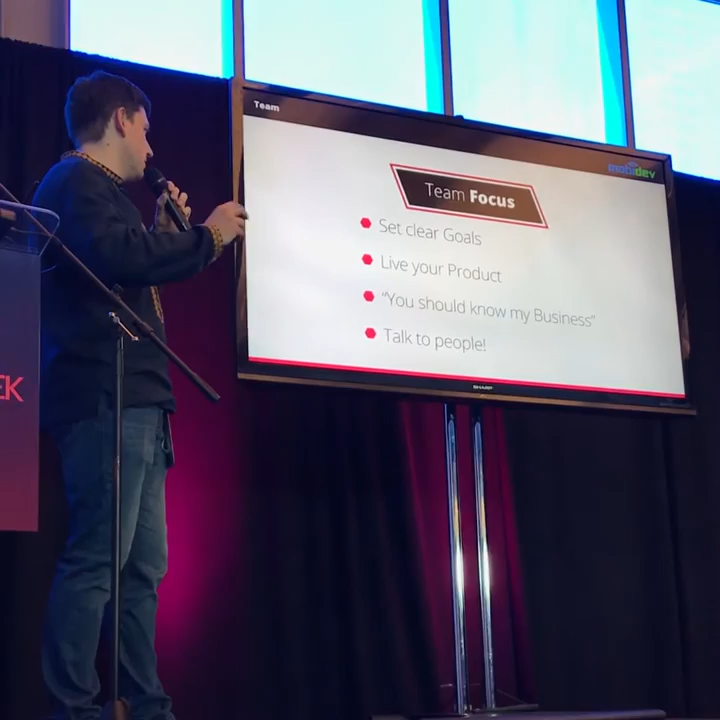 Team
mobidev
Team Focus
Set clear Goals
Live your Product
"You should know my Business"
Talk to people!
SHARP
EK